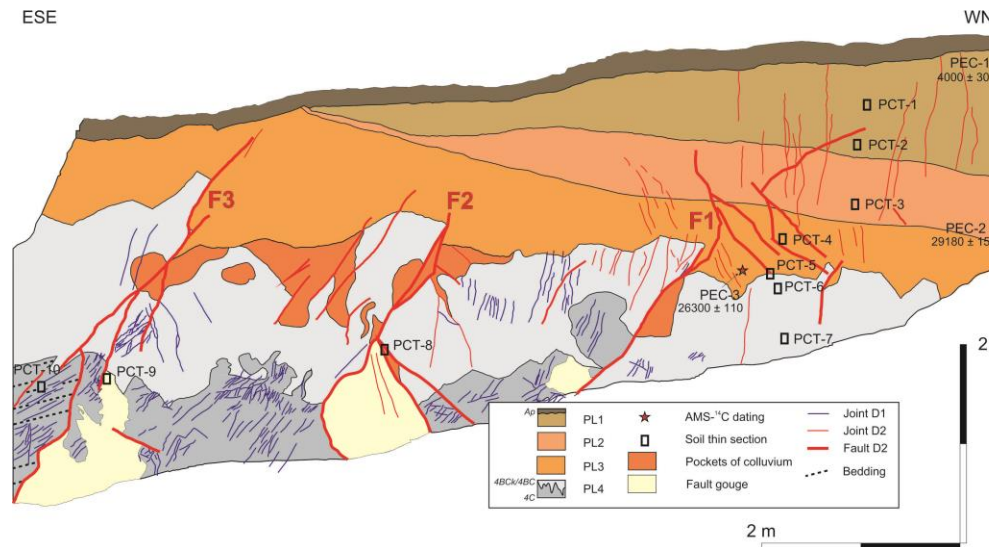 ESE
WN
PEC-1
4000 ± 30
PCT-1
PCT-2
F3
F2
F1
PCT-3
PEC-2
29180 ± 15
PCT-4
PCT-5
PEC-3
PCT-6
26300 ± 110
PCT-7
PCT-8
PCT-10
PCT-9
2
Ap
PL1
AMS-¹⁴C dating
Joint D1
PL2
Soil thin section
Joint D2
PL3
Pockets of colluvium
Fault D2
4BCk/4BC
4C
PL4
Fault gouge
Bedding
2 m